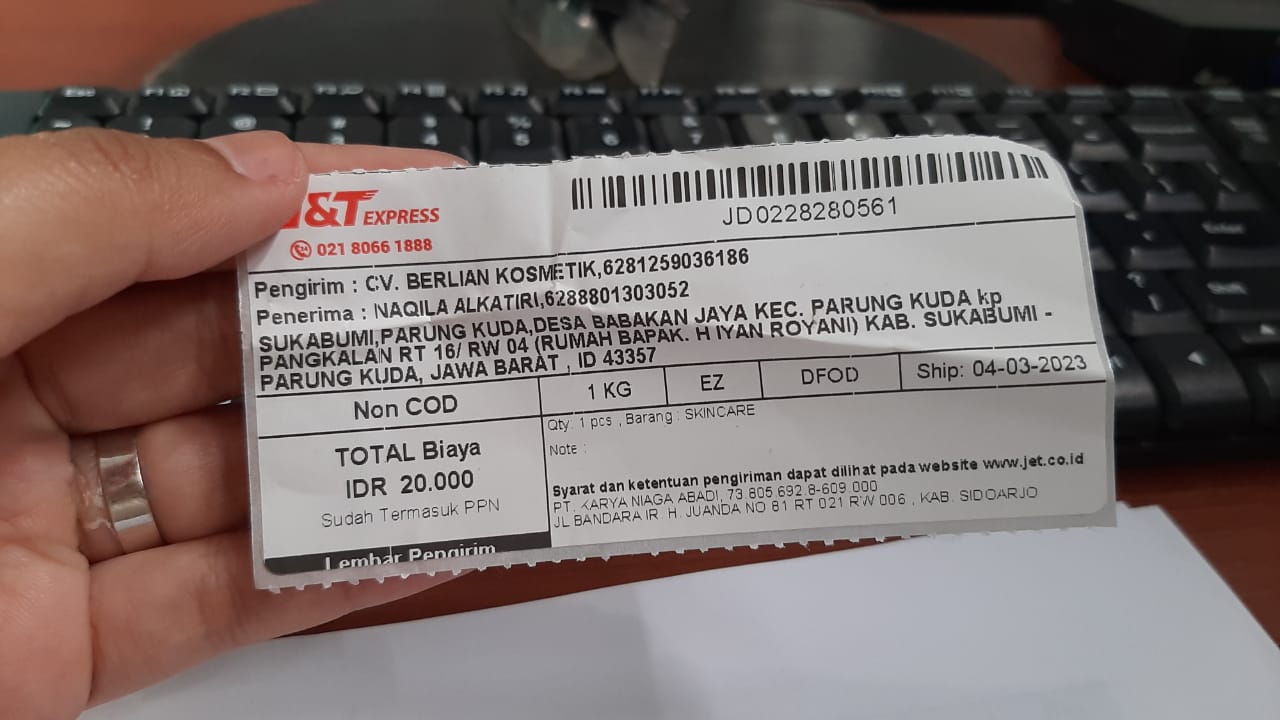 &T EXPRESS
021 8066 1888
JD0228280561
Pengirim : CV. BERLIAN KOSMETIK,6281259036186
Penerima : NAQILA ALKATIRI,6288801303052
SUKABUMI,PARUNG KUDA,DESA BABAKAN JAYA KEC. PARUNG KUDA kp
PANGKALAN RT 16/ RW 04 (RUMAH BAPAK. H IYAN ROYANI) KAB. SUKABUMI -
PARUNG KUDA, JAWA BARAT , ID 43357
Non COD
1 KG
EZ
DFOD
Ship: 04-03-2023
TOTAL Biaya
IDR 20.000
Sudah Termasuk PPN
Lembar Pengirim
Qty: 1 pcs , Barang : SKINCARE
Note :
Syarat dan ketentuan pengiriman dapat dilihat pada website www.jet.co.id
PT. KARYA NIAGA ABADI, 73.805.692.8-609.000
JL BANDARA IR. H. JUANDA NO 81 RT 021 RW 006 , KAB. SIDOARJO